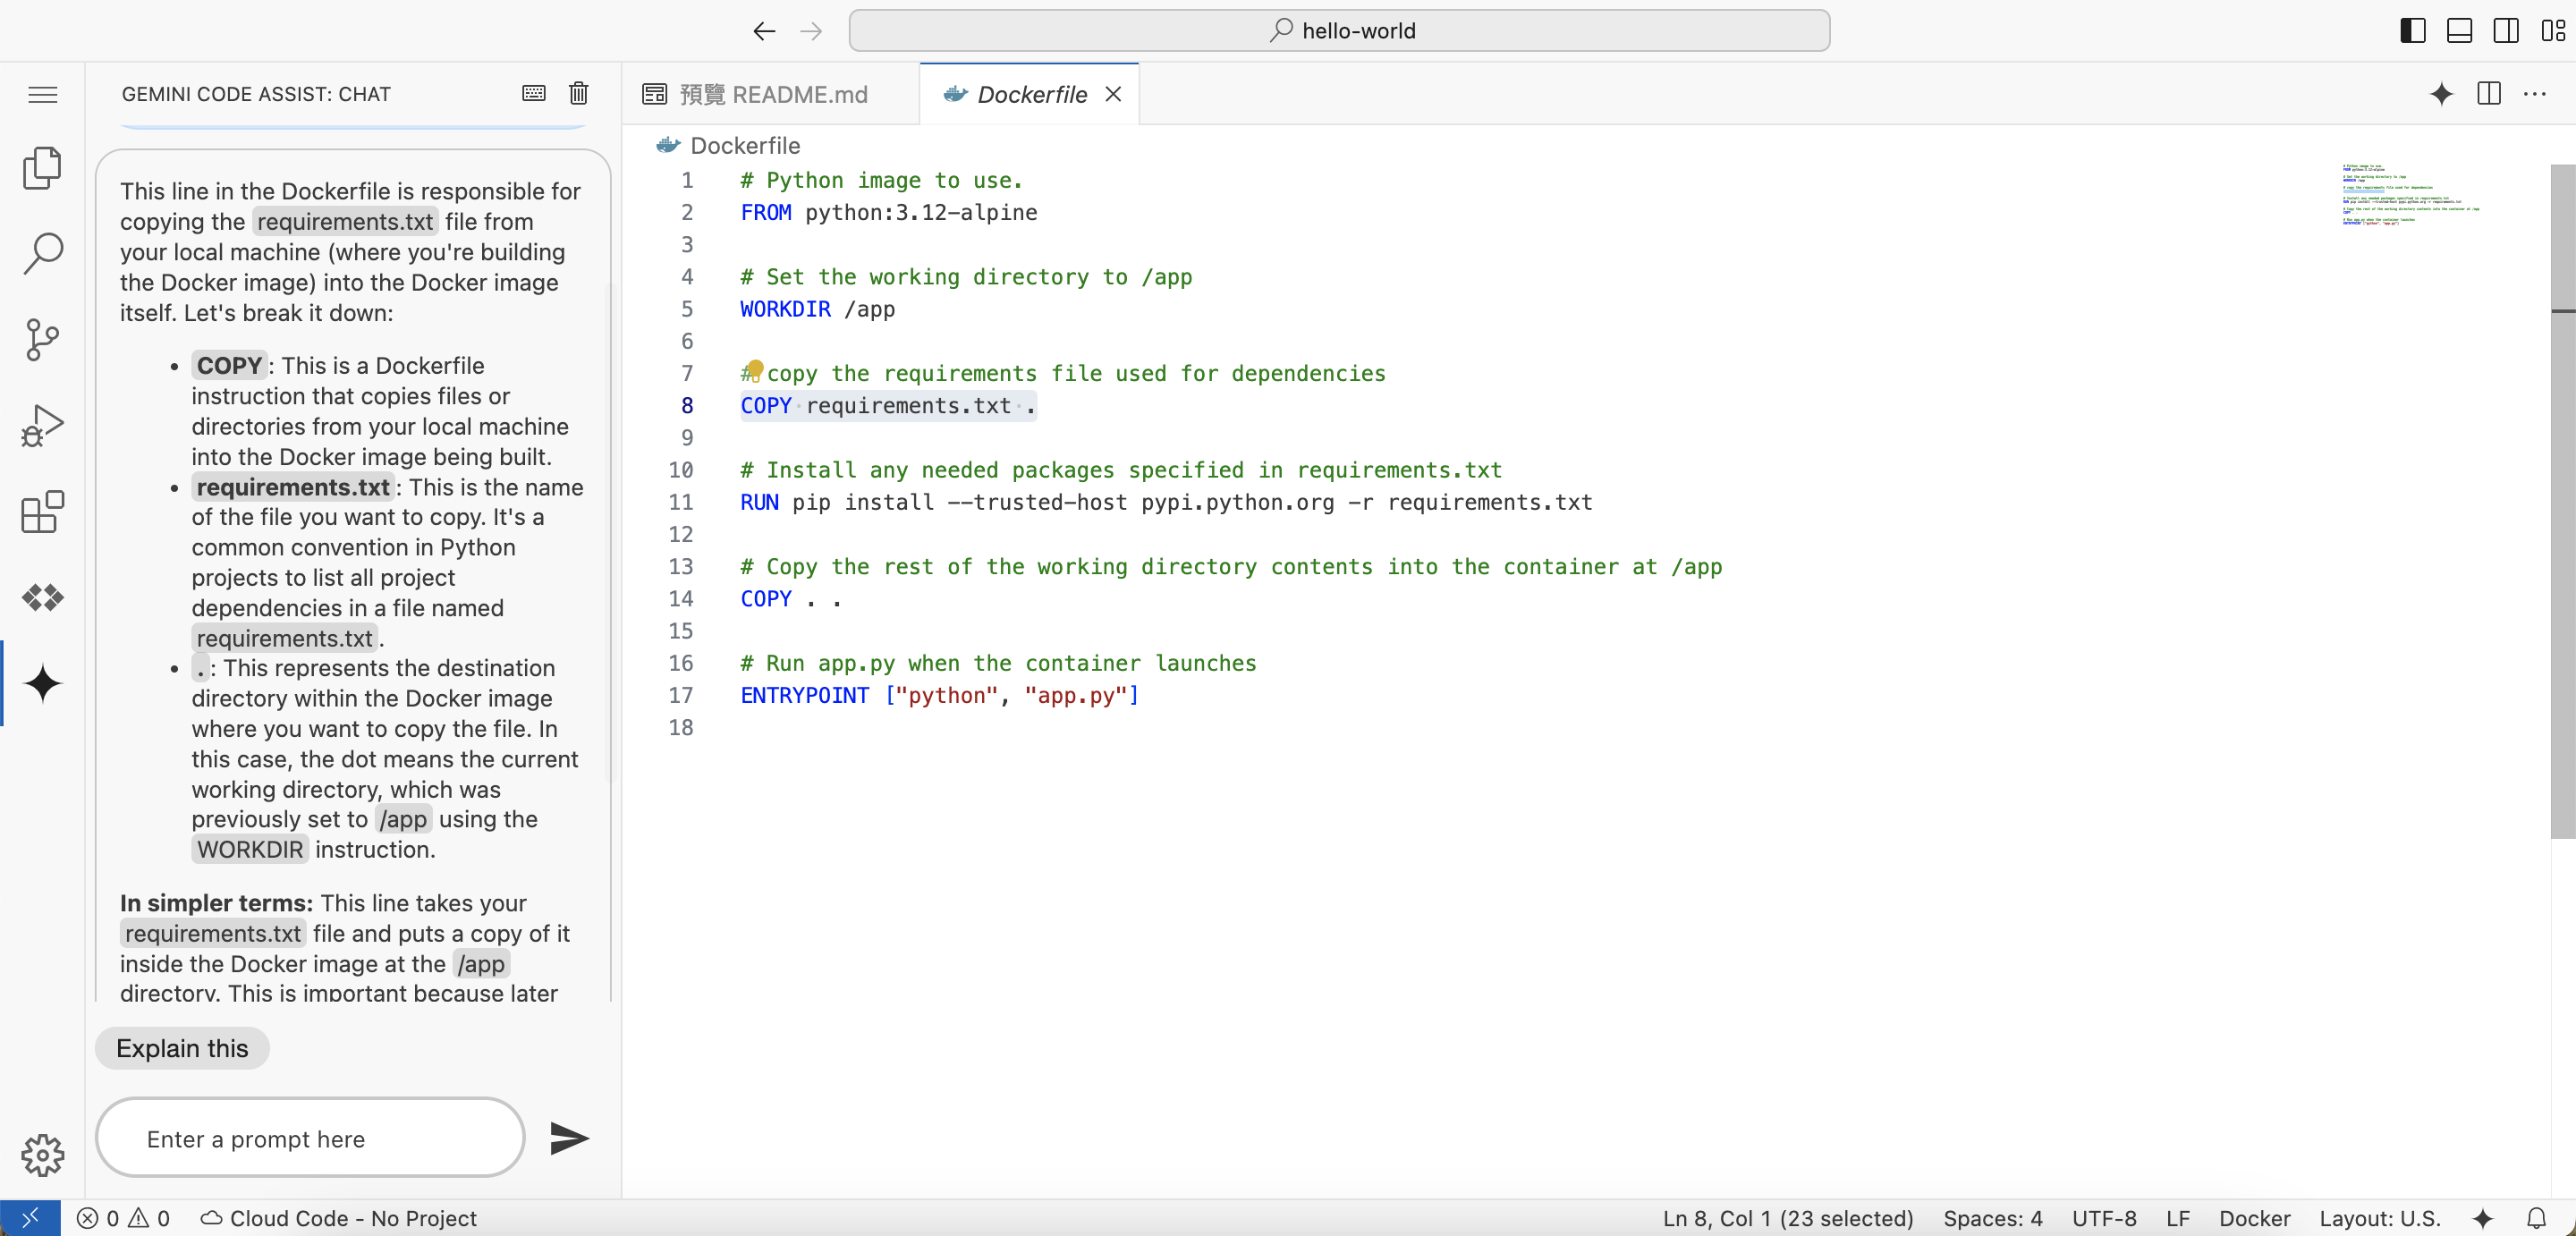 hello-world
GEMINI CODE ASSIST: CHAT
This line in the Dockerfile is responsible for
copying the requirements.txt file from
your local machine (where you're building
the Docker image) into the Docker image
itself. Let's break it down:
• COPY: This is a Dockerfile
instruction that copies files or
directories from your local machine
into the Docker image being built.
• requirements.txt: This is the name
of the file you want to copy. It's a
common convention in Python
projects to list all project
dependencies in a file named
requirements.txt.
• .: This represents the destination
directory within the Docker image
where you want to copy the file. In
this case, the dot means the current
working directory, which was
previously set to /app using the
WORKDIR instruction.
In simpler terms: This line takes your
requirements.txt file and puts a copy of it
inside the Docker image at the /app
directory. This is important because later
Explain this
Enter a prompt here
預覽 README.md
Dockerfile
Dockerfile
1 # Python image to use.
2 FROM python:3.12-alpine
3
4 # Set the working directory to /app
5 WORKDIR /app
6
7 # copy the requirements file used for dependencies
8 COPY requirements.txt .
9
10 # Install any needed packages specified in requirements.txt
11 RUN pip install --trusted-host pypi.python.org -r requirements.txt
12
13 # Copy the rest of the working directory contents into the container at /app
14 COPY . .
15
16 # Run app.py when the container launches
17 ENTRYPOINT ["python", "app.py"]
18
0 0 Cloud Code - No Project
Ln 8, Col 1 (23 selected) Spaces: 4 UTF-8 LF Docker Layout: U.S.